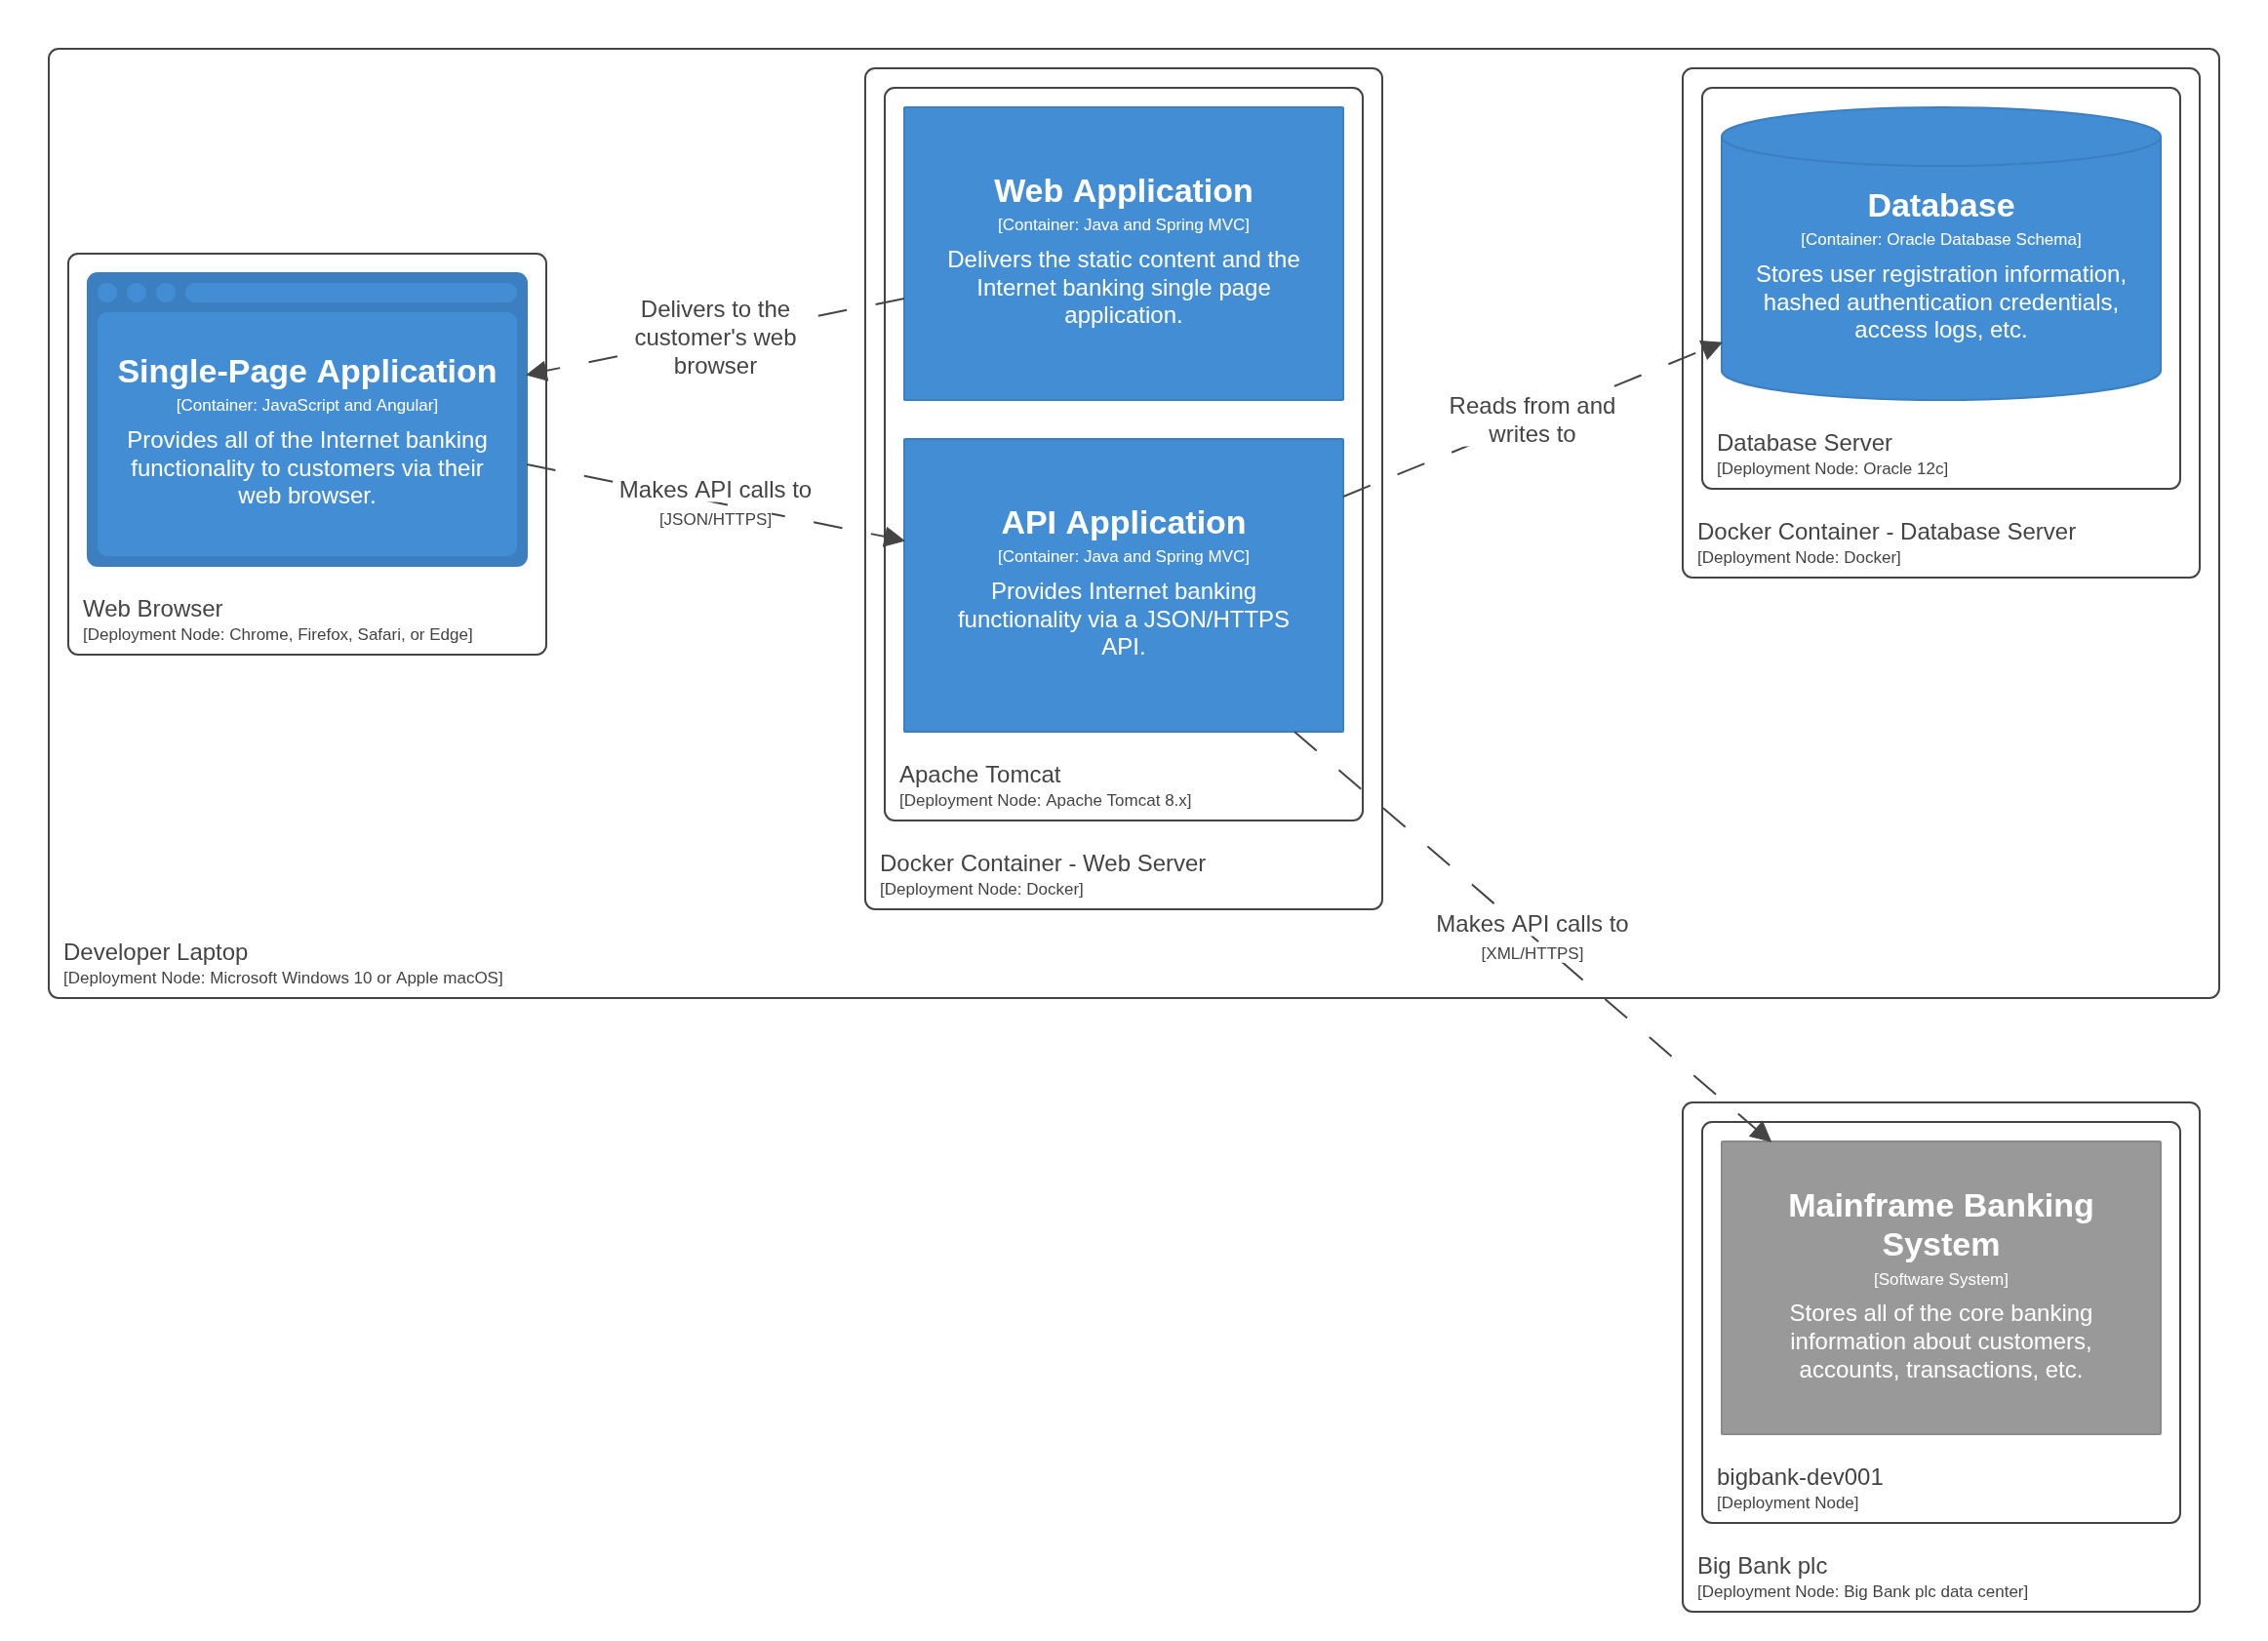 Web Application
[Container: Java and Spring MVC]
Delivers the static content and the
Internet banking single page
application.
Database
[Container: Oracle Database Schema]
Stores user registration information,
hashed authentication credentials,
access logs, etc.
Database Server
[Deployment Node: Oracle 12c]
Docker Container - Database Server
[Deployment Node: Docker]
Delivers to the
customer's web
browser
Single-Page Application
[Container: JavaScript and Angular]
Provides all of the Internet banking
functionality to customers via their
web browser.
Web Browser
[Deployment Node: Chrome, Firefox, Safari, or Edge]
Reads from and
writes to
Makes API calls to
[JSON/HTTPS]
API Application
[Container: Java and Spring MVC]
Provides Internet banking
functionality via a JSON/HTTPS
API.
Apache Tomcat
[Deployment Node: Apache Tomcat 8.x]
Docker Container - Web Server
[Deployment Node: Docker]
Makes API calls to
[XML/HTTPS]
Developer Laptop
[Deployment Node: Microsoft Windows 10 or Apple macOS]
Mainframe Banking
System
[Software System]
Stores all of the core banking
information about customers,
accounts, transactions, etc.
bigbank-dev001
[Deployment Node]
Big Bank plc
[Deployment Node: Big Bank plc data center]